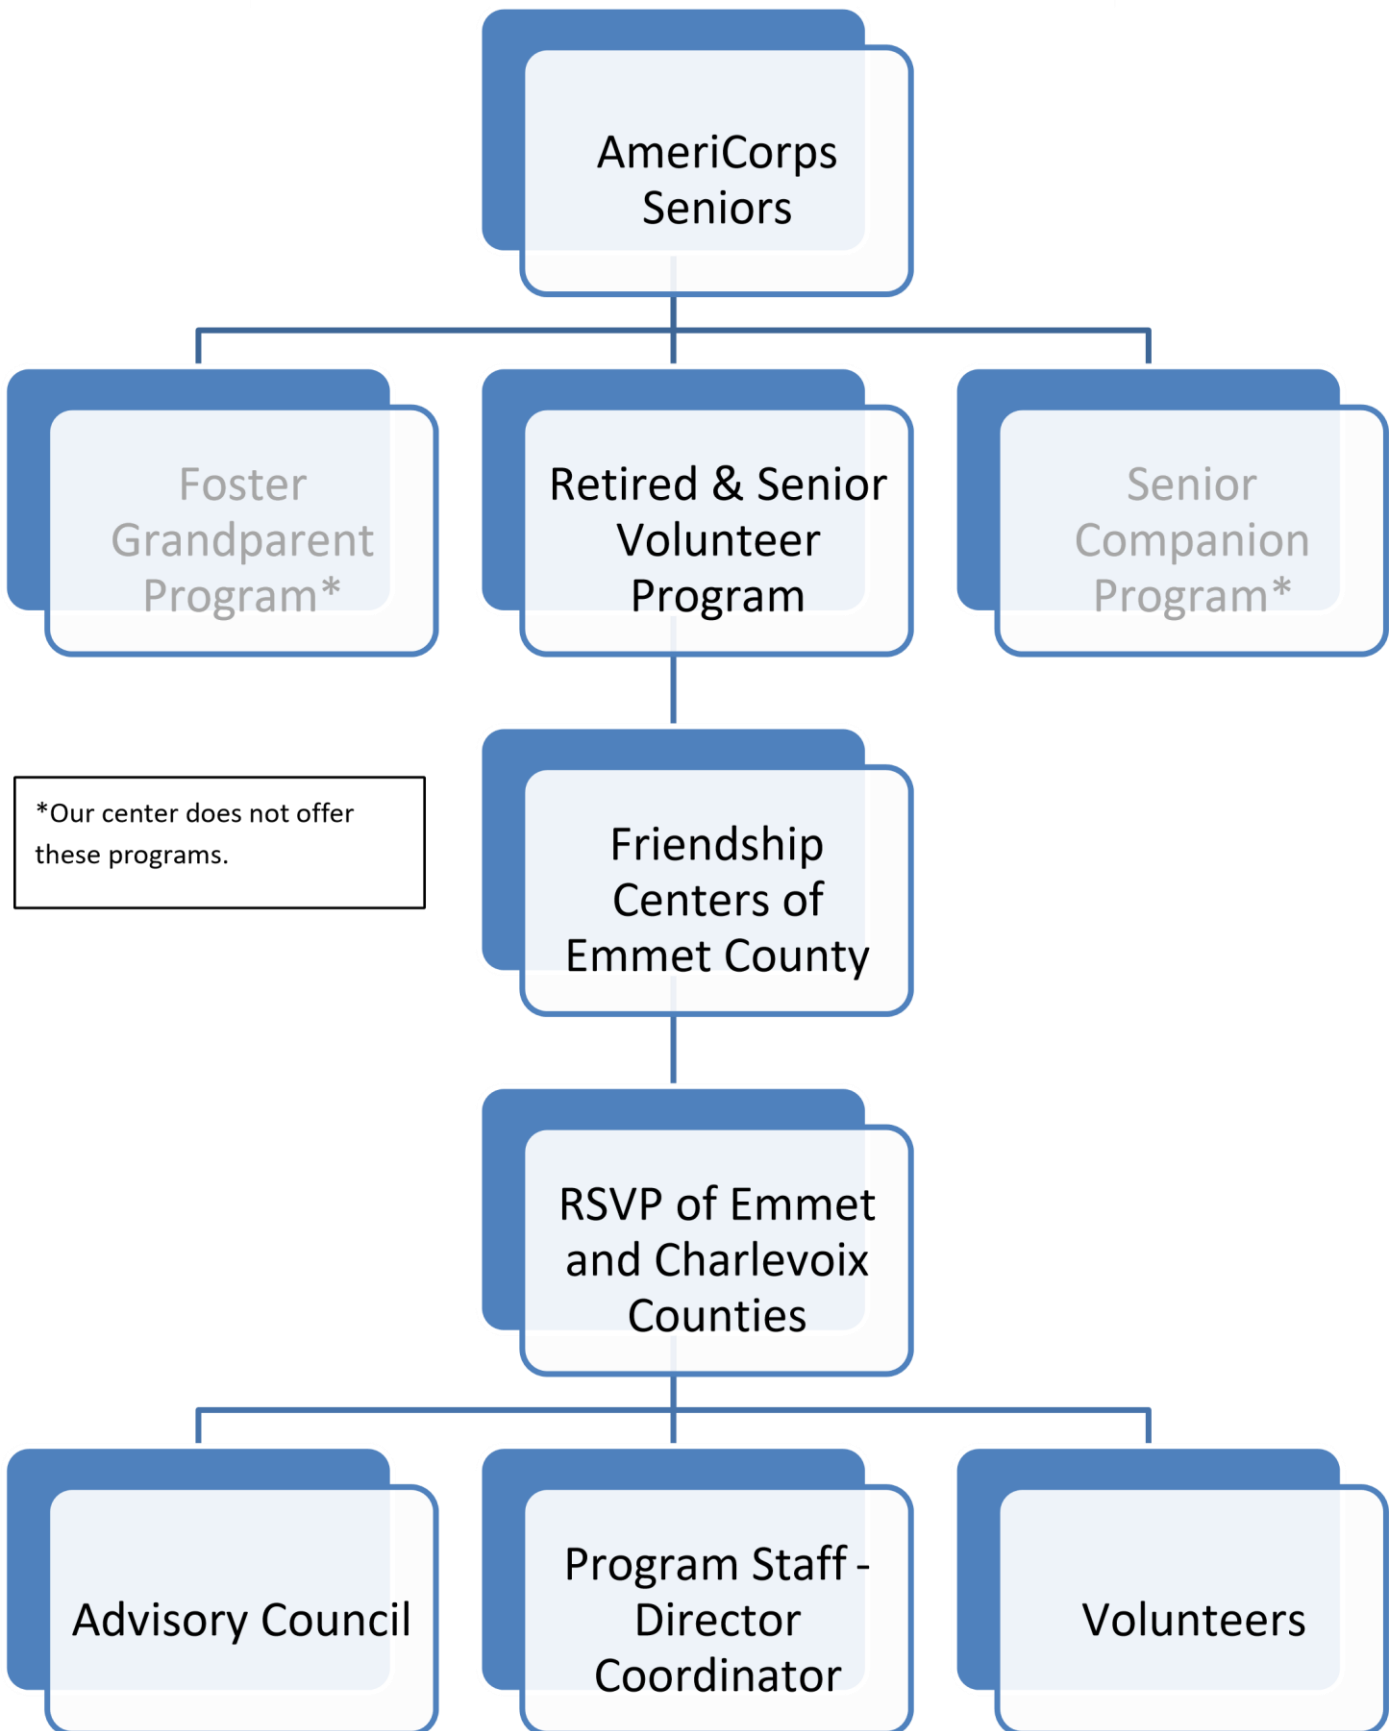 AmeriCorps
Seniors
Foster
Grandparent
Program*
Retired & Senior
Volunteer
Program
Senior
Companion
Program*
*Our center does not offer
these programs.
Friendship
Centers of
Emmet County
RSVP of Emmet
and Charlevoix
Counties
Advisory Council
Program Staff -
Director
Coordinator
Volunteers